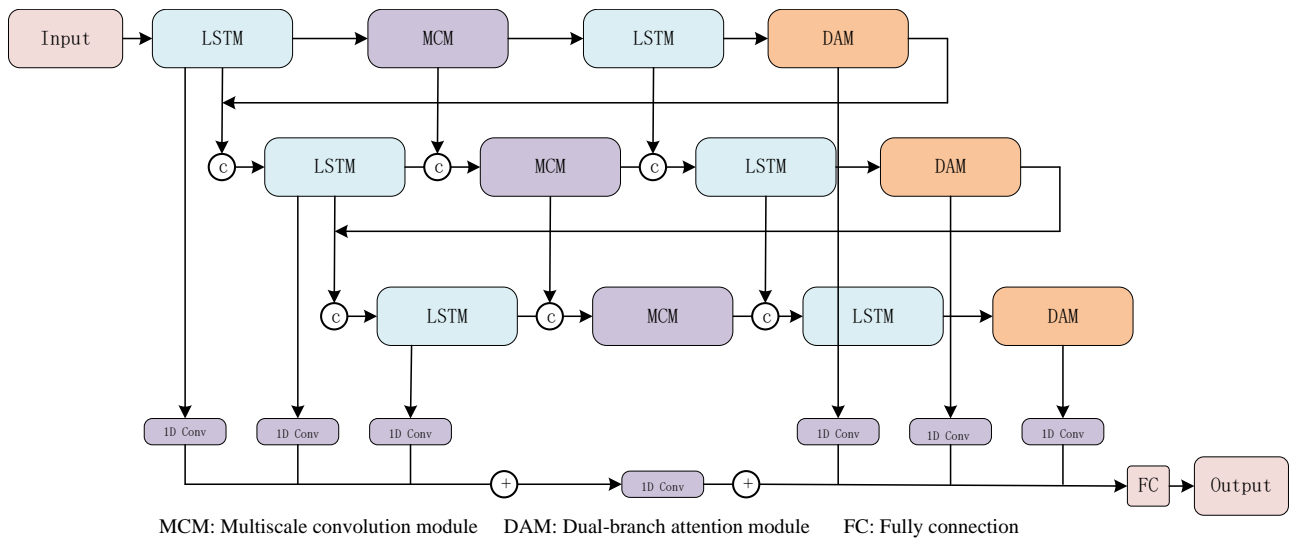 Input LSTM MCM LSTM DAM
c LSTM c MCM c LSTM DAM
c LSTM c MCM c LSTM DAM
1D Conv 1D Conv 1D Conv 1D Conv 1D Conv 1D Conv
+ 1D Conv + FC Output
MCM: Multiscale convolution module DAM: Dual-branch attention module FC: Fully connection